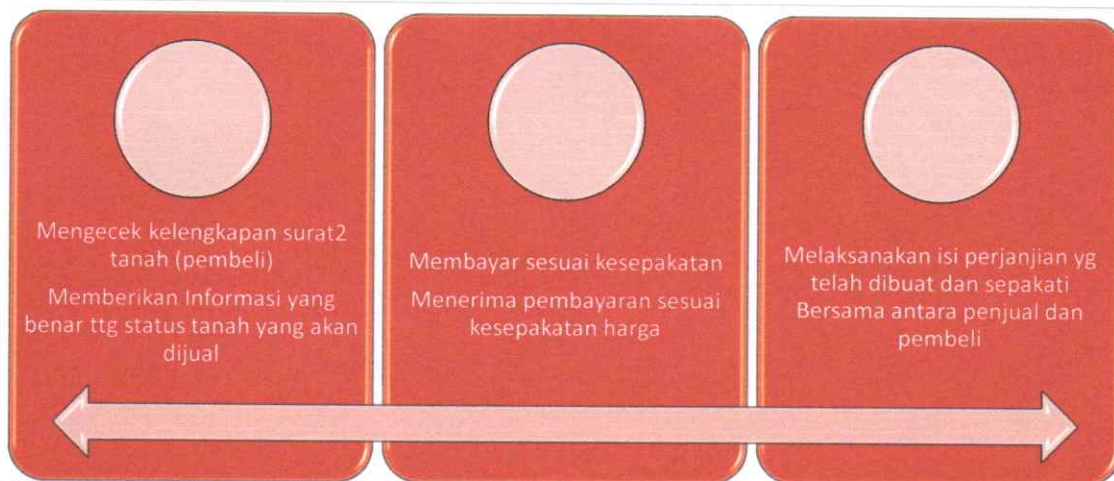 Mengecek kelengkapan surat2
tanah (pembeli)
Memberikan Informasi yang
benar ttg status tanah yang akan
dijual
Membayar sesuai kesepakatan
Menerima pembayaran sesuai
kesepakatan harga
Melaksanakan isi perjanjian yg
telah dibuat dan sepakati
Bersama antara penjual dan
pembeli